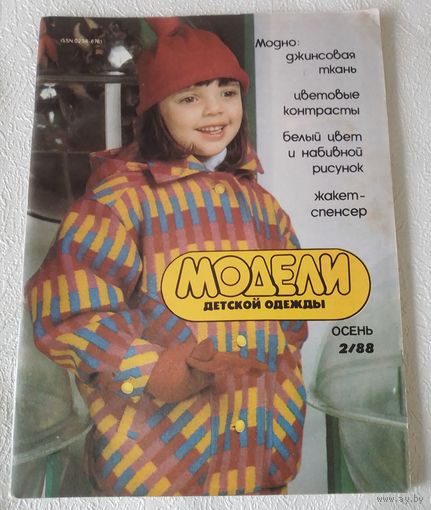 ISSN 0234-6761
Модно:
джинсовая
ткань
цветовые
контрасты
белый цвет
и набивной
рисунок
жакет-
спенсер
МОДЕЛИ
ДЕТСКОЙ ОДЕЖДЫ
ОСЕНЬ
2/88
www.ay.by